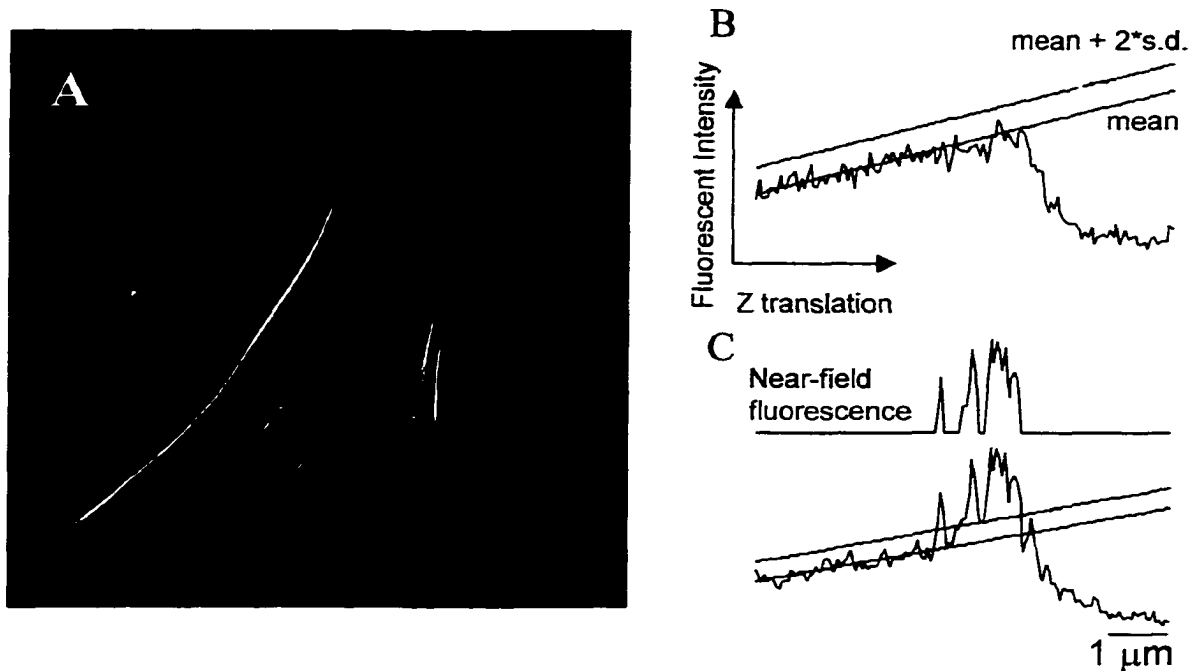 A
B
mean + 2*s.d.
mean
Fluorescent Intensity
Z translation
C
Near-field
fluorescence
1 μm